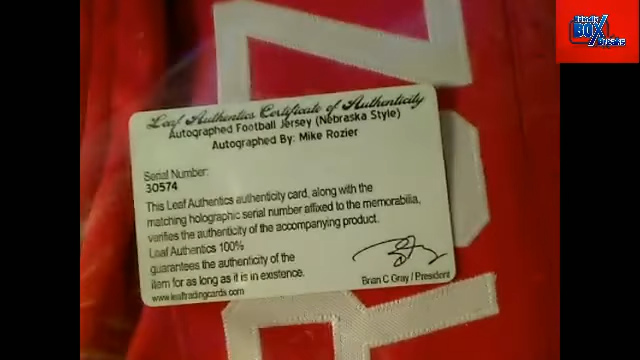 Leaf Authentics Certificate of Authenticity
Autographed Football Jersey (Nebraska Style)
Autographed By: Mike Rozier
Serial Number:
30574
This Leaf Authentics authenticity card, along with the
matching holographic serial number affixed to the memorabilia,
verifies the authenticity of the accompanying product.
Leaf Authentics 100%
guarantees the authenticity of the
item for as long as it is in existence.
Brian C Gray / President
www.leaftradingcards.com
BOX